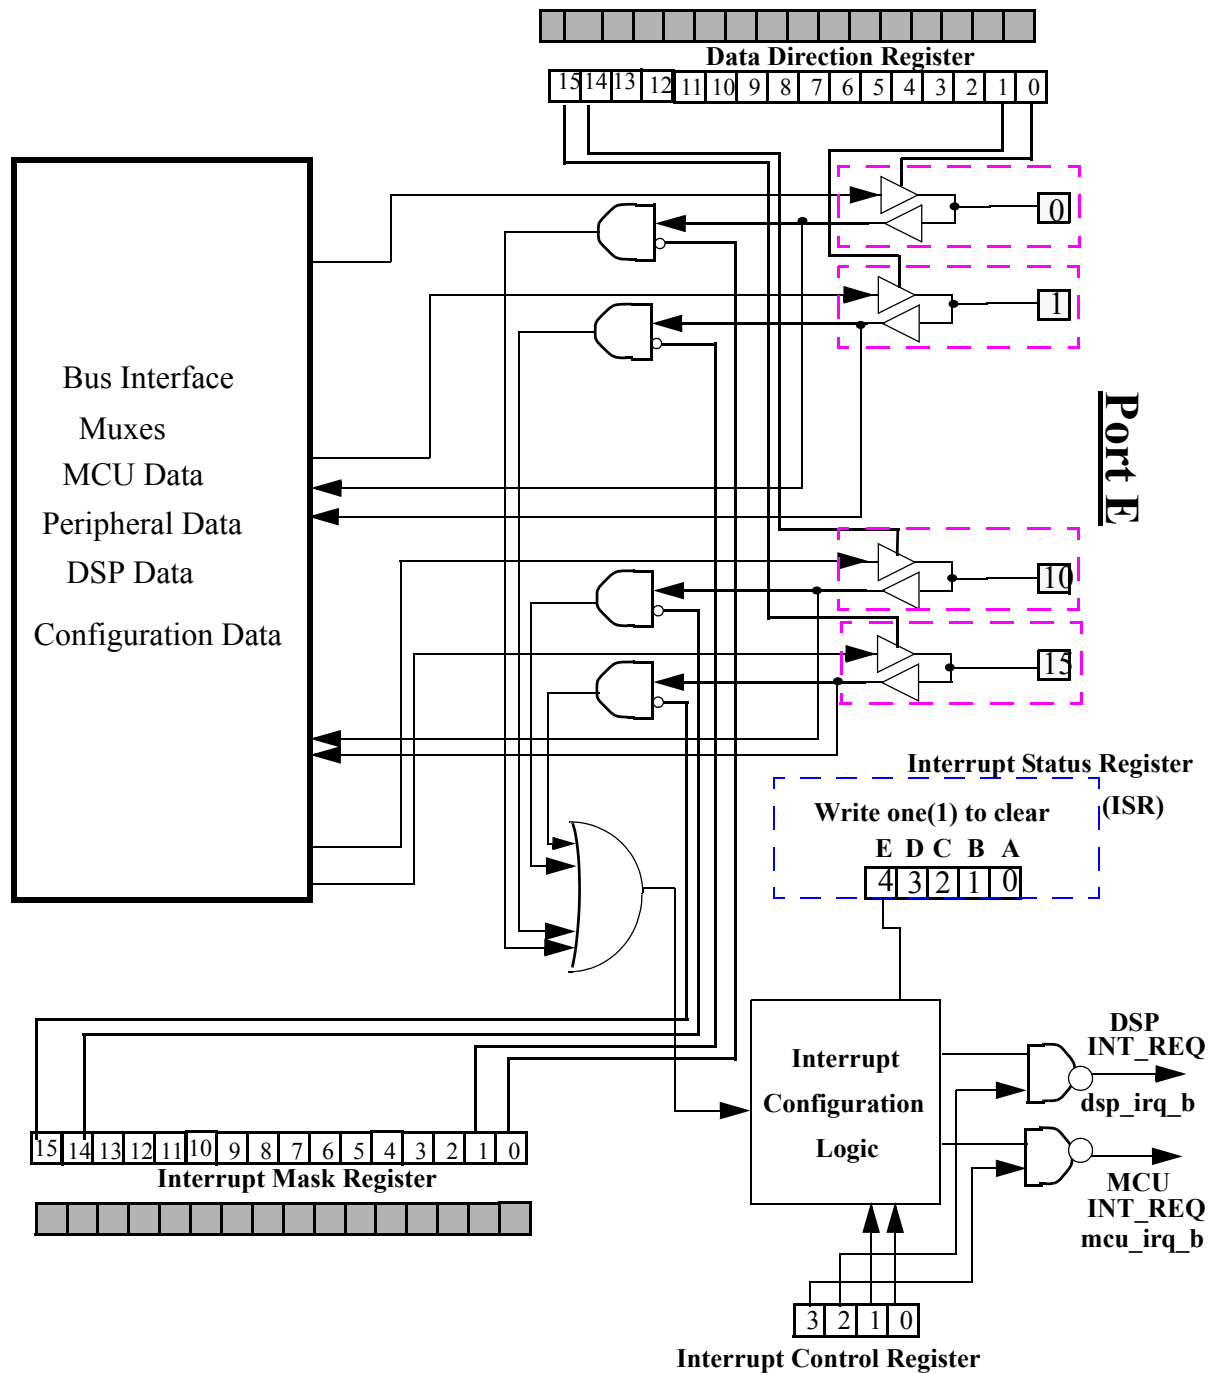 Data Direction Register
15 14 13 12 11 10 9 8 7 6 5 4 3 2 1 0
0
1
Bus Interface
Muxes
MCU Data
Peripheral Data
DSP Data
Configuration Data
Port E
10
15
Interrupt Status Register
(ISR)
Write one(1) to clear
E D C B A
4 3 2 1 0
Interrupt
Configuration
Logic
DSP
INT_REQ
dsp_irq_b
MCU
INT_REQ
mcu_irq_b
15 14 13 12 11 10 9 8 7 6 5 4 3 2 1 0
Interrupt Mask Register
3 2 1 0
Interrupt Control Register